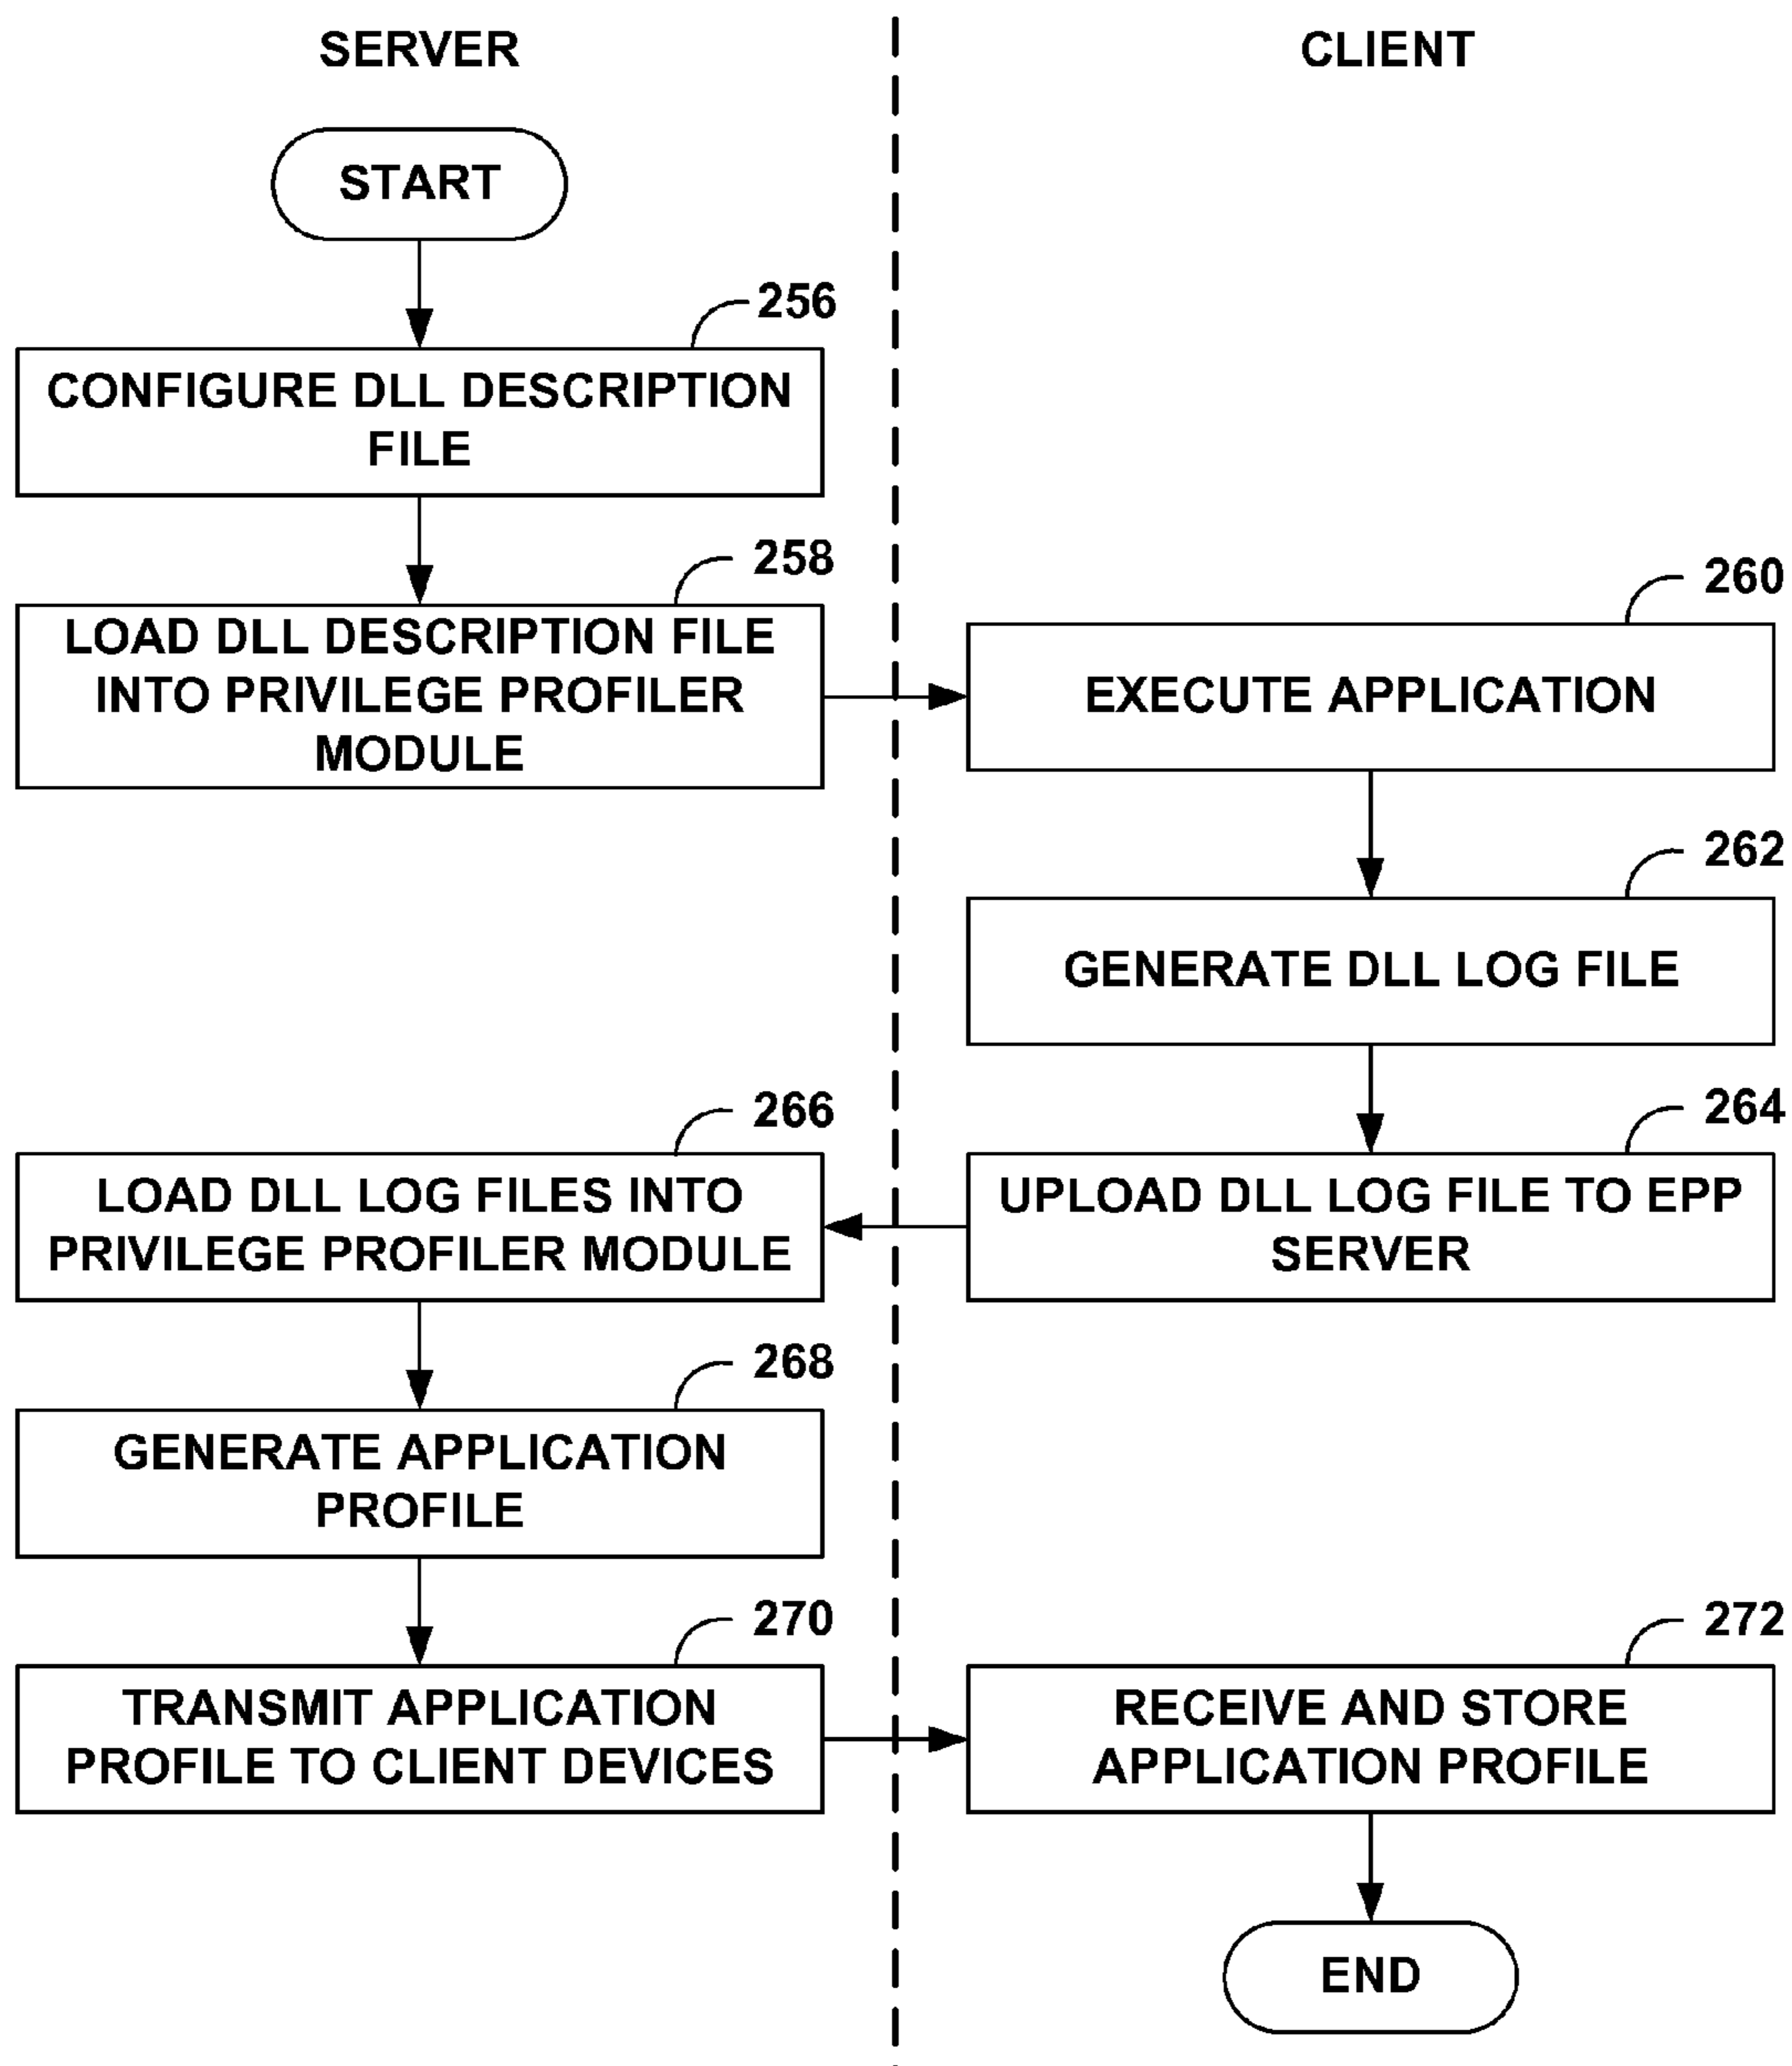 SERVER
CLIENT
START
256
CONFIGURE DLL DESCRIPTION
FILE
258
LOAD DLL DESCRIPTION FILE
INTO PRIVILEGE PROFILER
MODULE
260
EXECUTE APPLICATION
262
GENERATE DLL LOG FILE
264
UPLOAD DLL LOG FILE TO EPP
SERVER
266
LOAD DLL LOG FILES INTO
PRIVILEGE PROFILER MODULE
268
GENERATE APPLICATION
PROFILE
270
TRANSMIT APPLICATION
PROFILE TO CLIENT DEVICES
272
RECEIVE AND STORE
APPLICATION PROFILE
END